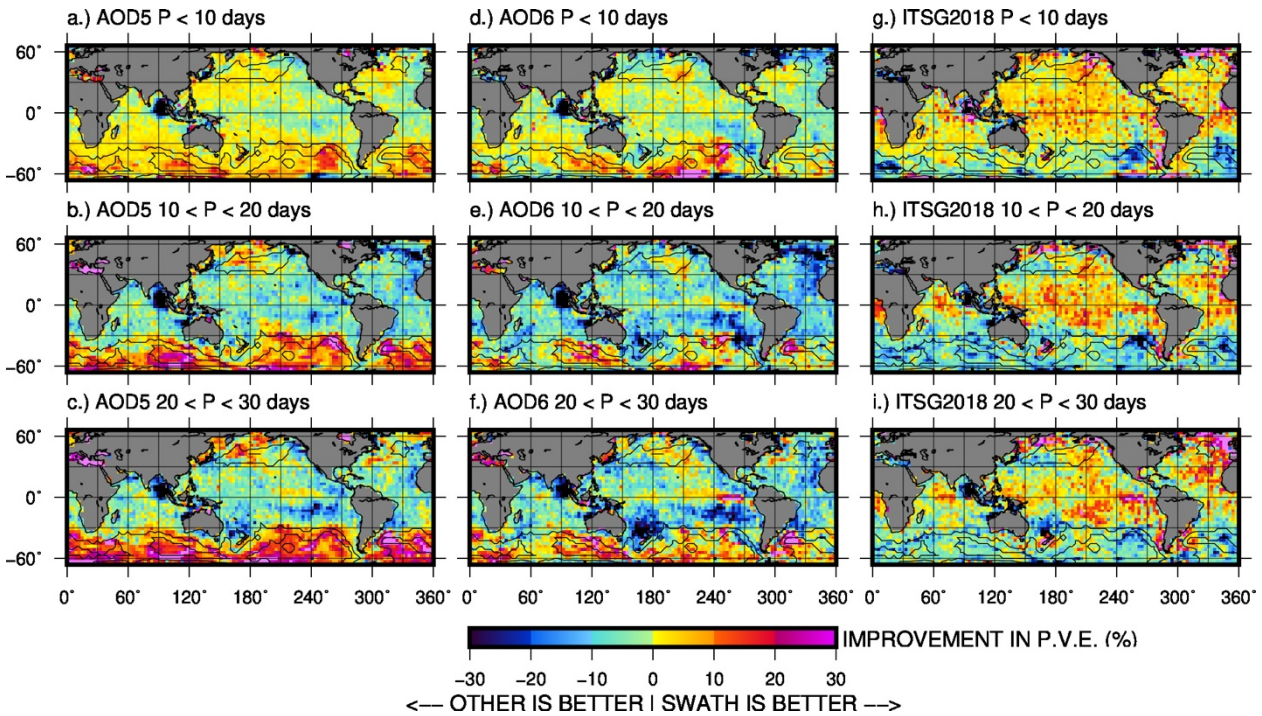 a.) AOD5 P < 10 days d.) AOD6 P < 10 days g.) ITSG2018 P < 10 days
60°
0°
−60°
b.) AOD5 10 < P < 20 days e.) AOD6 10 < P < 20 days h.) ITSG2018 10 < P < 20 days
60°
0°
−60°
c.) AOD5 20 < P < 30 days f.) AOD6 20 < P < 30 days i.) ITSG2018 20 < P < 30 days
60°
0°
−60°
0° 60° 120° 180° 240° 300° 360° 0° 60° 120° 180° 240° 300° 360° 0° 60° 120° 180° 240° 300° 360°
IMPROVEMENT IN P.V.E. (%)
−30 −20 −10 0 10 20 30
<−− OTHER IS BETTER | SWATH IS BETTER −−>